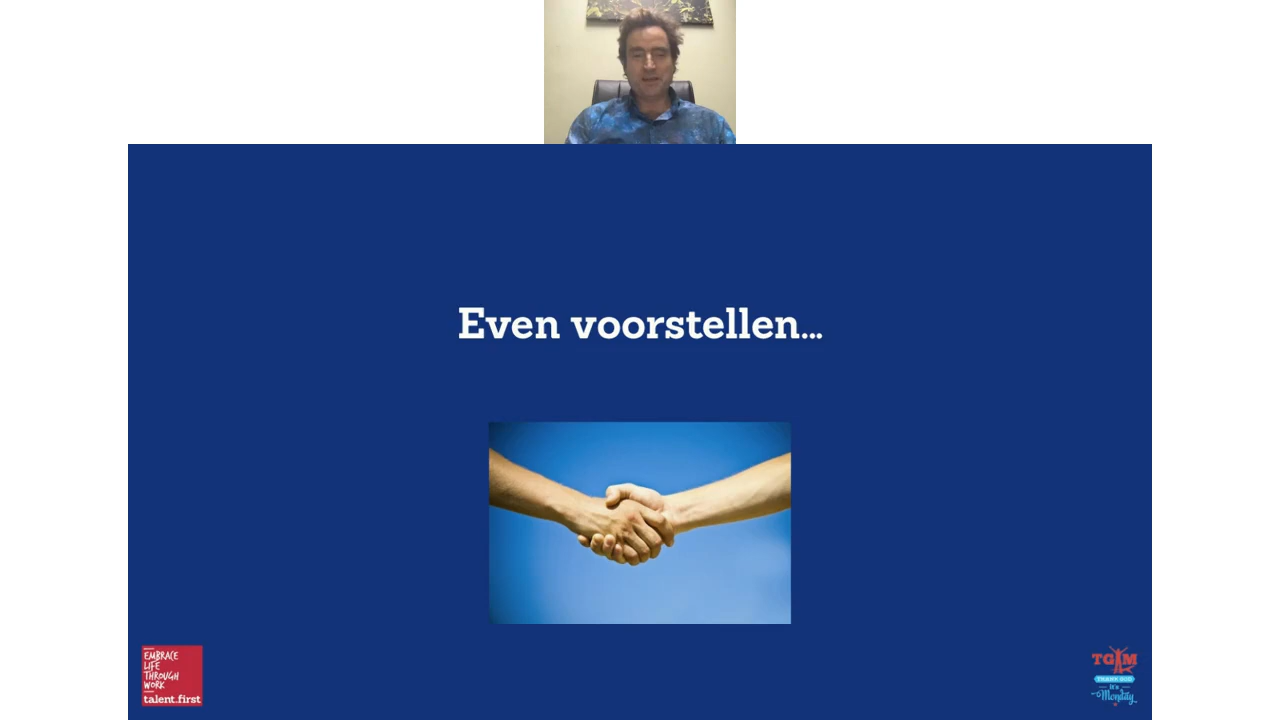 Even voorstellen...
EMBRACE
LIFE
THROUGH
WORK
talent.first
TGIM
THANK GOD
it's
Monday